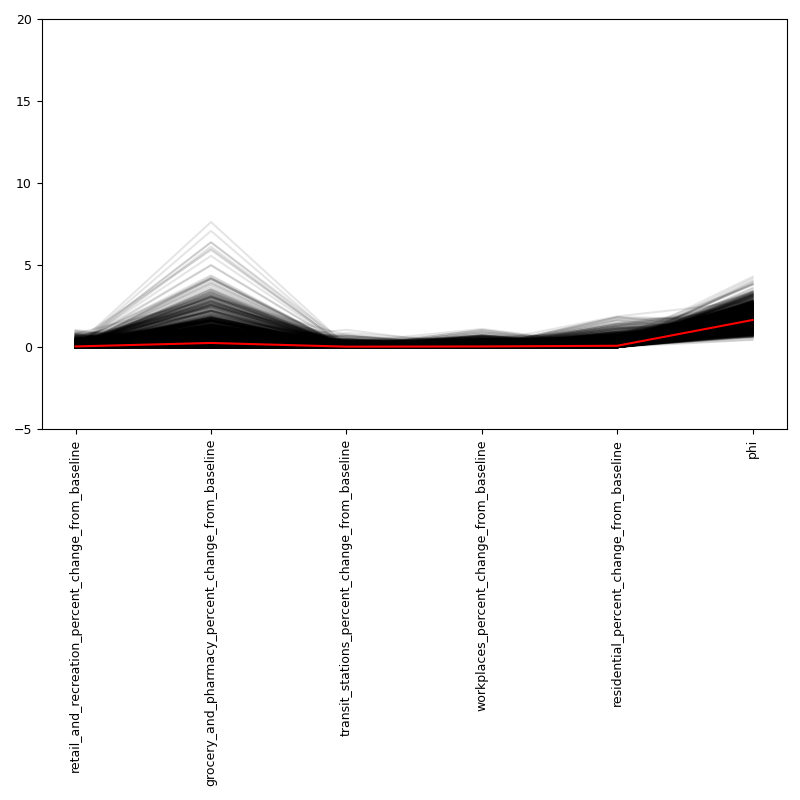 20
15
10
5
0
−5
retail_and_recreation_percent_change_from_baseline
grocery_and_pharmacy_percent_change_from_baseline
transit_stations_percent_change_from_baseline
workplaces_percent_change_from_baseline
residential_percent_change_from_baseline
phi